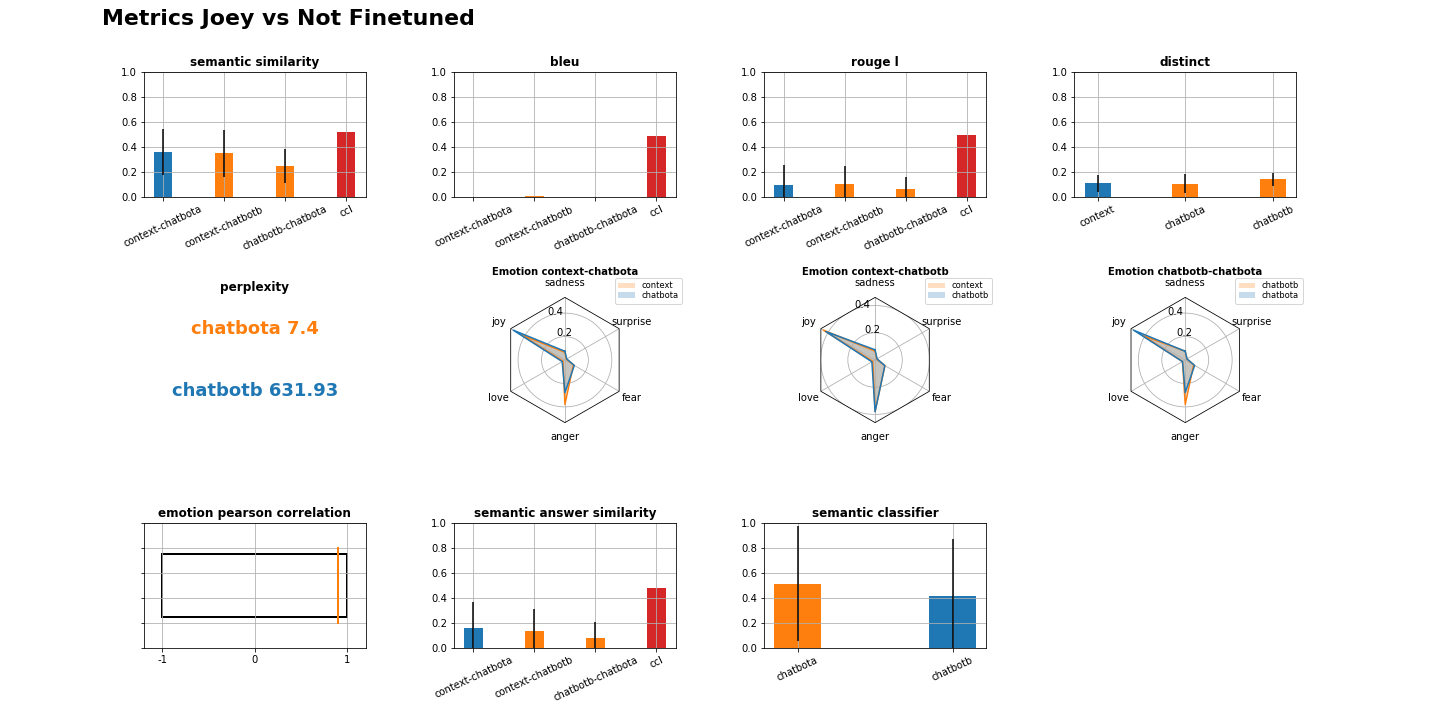 Metrics Joey vs Not Finetuned
semantic similarity
1.0
0.8
0.6
0.4
0.2
0.0
context-chatbota
context-chatbotb
chatbotb-chatbota
ccl
bleu
1.0
0.8
0.6
0.4
0.2
0.0
context-chatbota
context-chatbotb
chatbotb-chatbota
ccl
rouge l
1.0
0.8
0.6
0.4
0.2
0.0
context-chatbota
context-chatbotb
chatbotb-chatbota
ccl
distinct
1.0
0.8
0.6
0.4
0.2
0.0
context
chatbota
chatbotb
perplexity
chatbota 7.4
chatbotb 631.93
Emotion context-chatbota
sadness
context
chatbota
joy
0.4
surprise
0.2
love
fear
anger
Emotion context-chatbotb
sadness
context
chatbotb
joy
0.4
surprise
0.2
love
fear
anger
Emotion chatbotb-chatbota
sadness
chatbotb
chatbota
joy
0.4
surprise
0.2
love
fear
anger
emotion pearson correlation
-1
0
1
semantic answer similarity
1.0
0.8
0.6
0.4
0.2
0.0
context-chatbota
context-chatbotb
chatbotb-chatbota
ccl
semantic classifier
1.0
0.8
0.6
0.4
0.2
0.0
chatbota
chatbotb